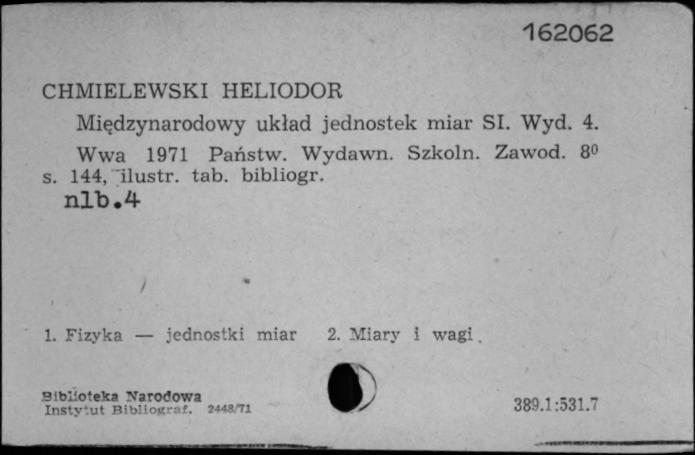 162062
CHMIELEWSKI HELIODOR
Międzynarodowy układ jednostek miar SI. Wyd. 4.
Wwa 1971 Państw. Wydawn. Szkoln. Zawod. 8⁰
s. 144, ilustr. tab. bibliogr.
nlb.4
1. Fizyka — jednostki miar 2. Miary i wagi.
Biblioteka Narodowa
Instytut Bibliograf. 2448/71
389.1:531.7